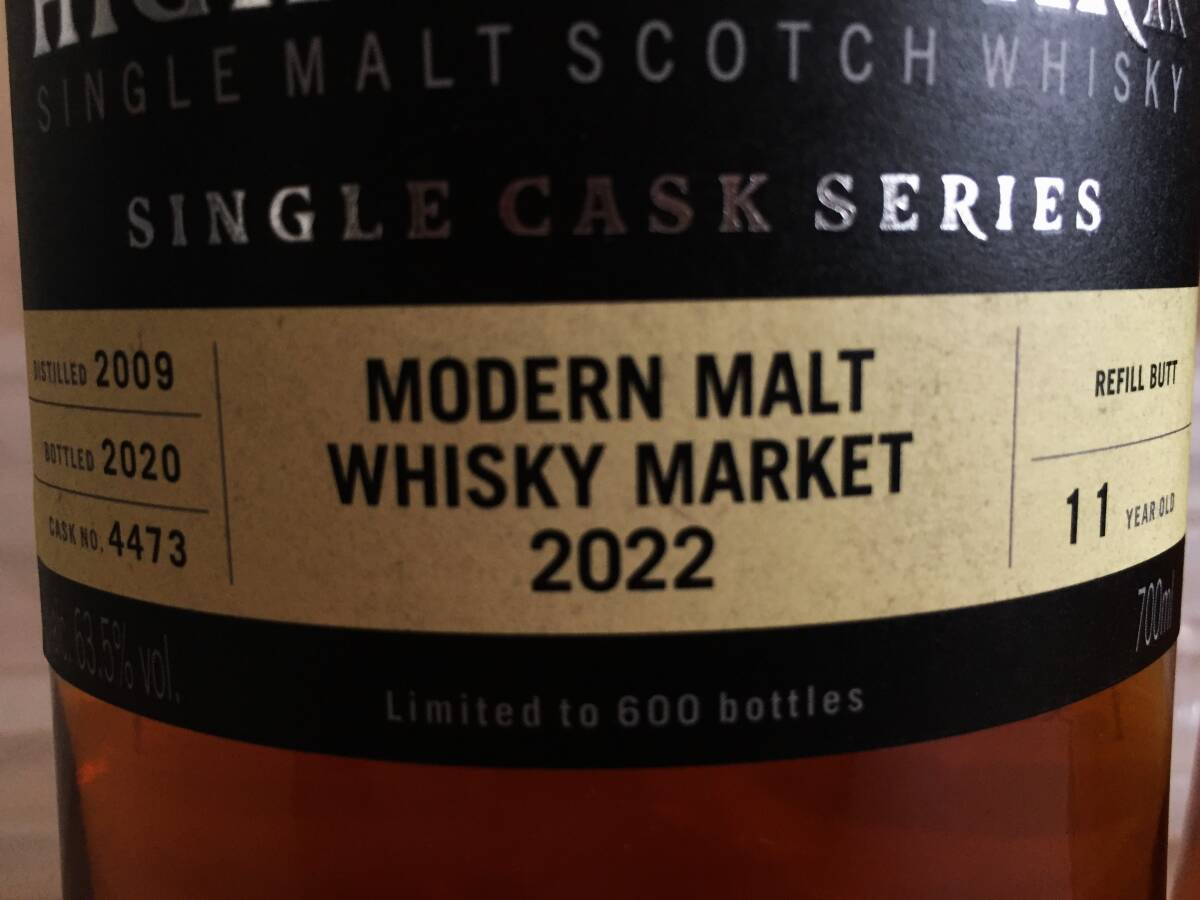 SINGLE MALT SCOTCH WHISKY
SINGLE CASK SERIES
DISTILLED 2009
BOTTLED 2020
CASK NO. 4473
MODERN MALT
WHISKY MARKET
2022
REFILL BUTT
11 YEAR OLD
63.5% vol.
700ml
Limited to 600 bottles